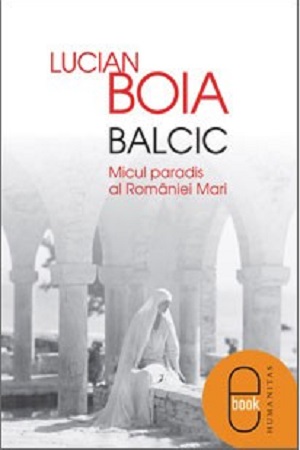 LUCIAN
BOIA
BALCIC
Micul paradis
al României Mari
e
book
HUMANITAS